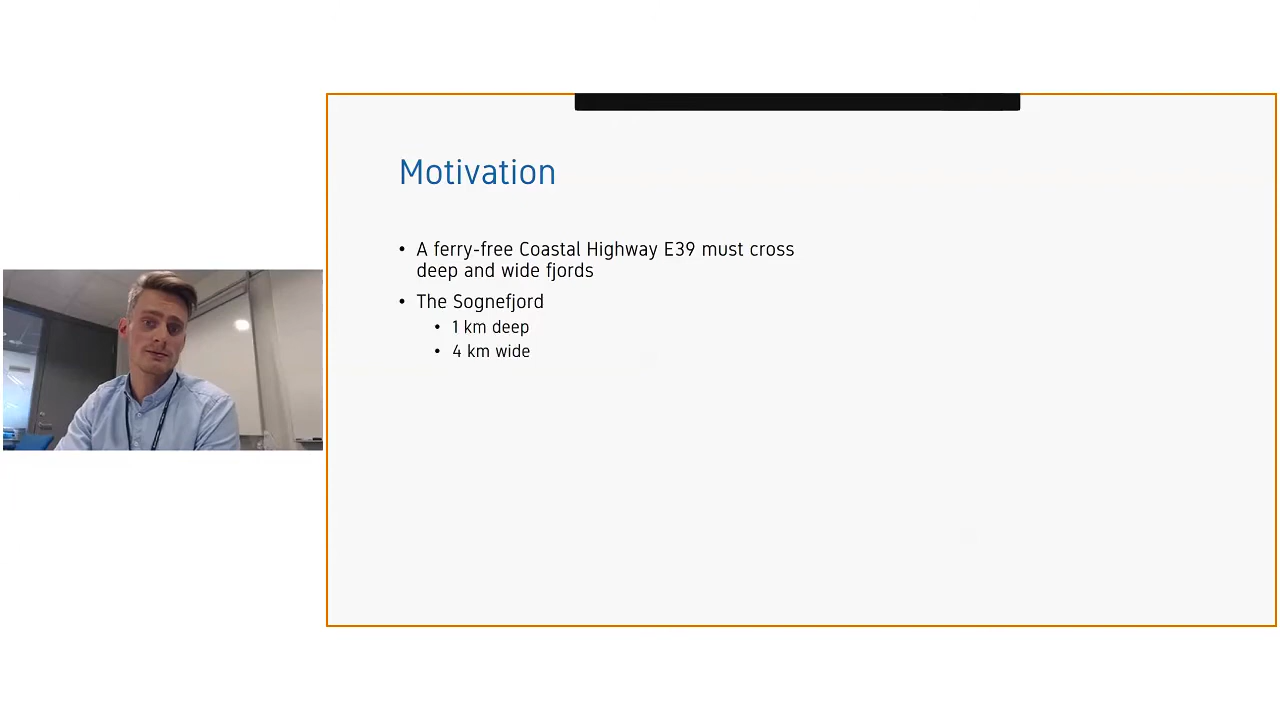 Motivation
• A ferry-free Coastal Highway E39 must cross
deep and wide fjords
• The Sognefjord
• 1 km deep
• 4 km wide